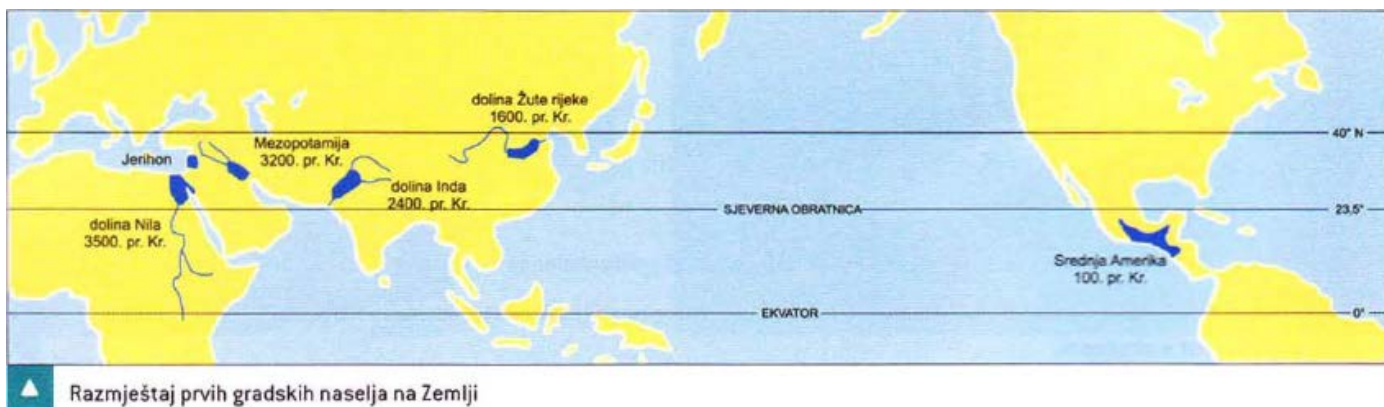 dolina Žute rijeke
1600. pr. Kr.
40° N
Mezopotamija
3200. pr. Kr.
Jerihon
dolina Inda
2400. pr. Kr.
SJEVERNA OBRATNICA
23,5°
dolina Nila
3500. pr. Kr.
Srednja Amerika
100. pr. Kr.
EKVATOR
0°
Razmještaj prvih gradskih naselja na Zemlji